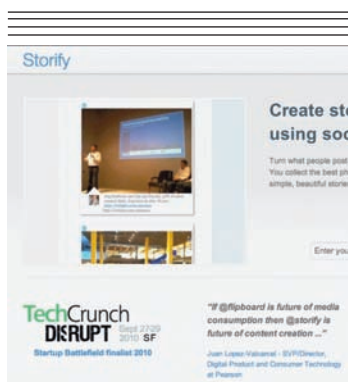 Storify
Create sto
using soc
Turn what people post
You collect the best ph
simple, beautiful stories
Enter you
TechCrunch
DISRUPT
Sept 27-29
2010 SF
Startup Battlefield finalist 2010
"If @flipboard is future of media
consumption then @storify is
future of content creation ..."
Juan Lopez-Valcarcel - SVP/Director,
Digital Product and Consumer Technology
at Pearson